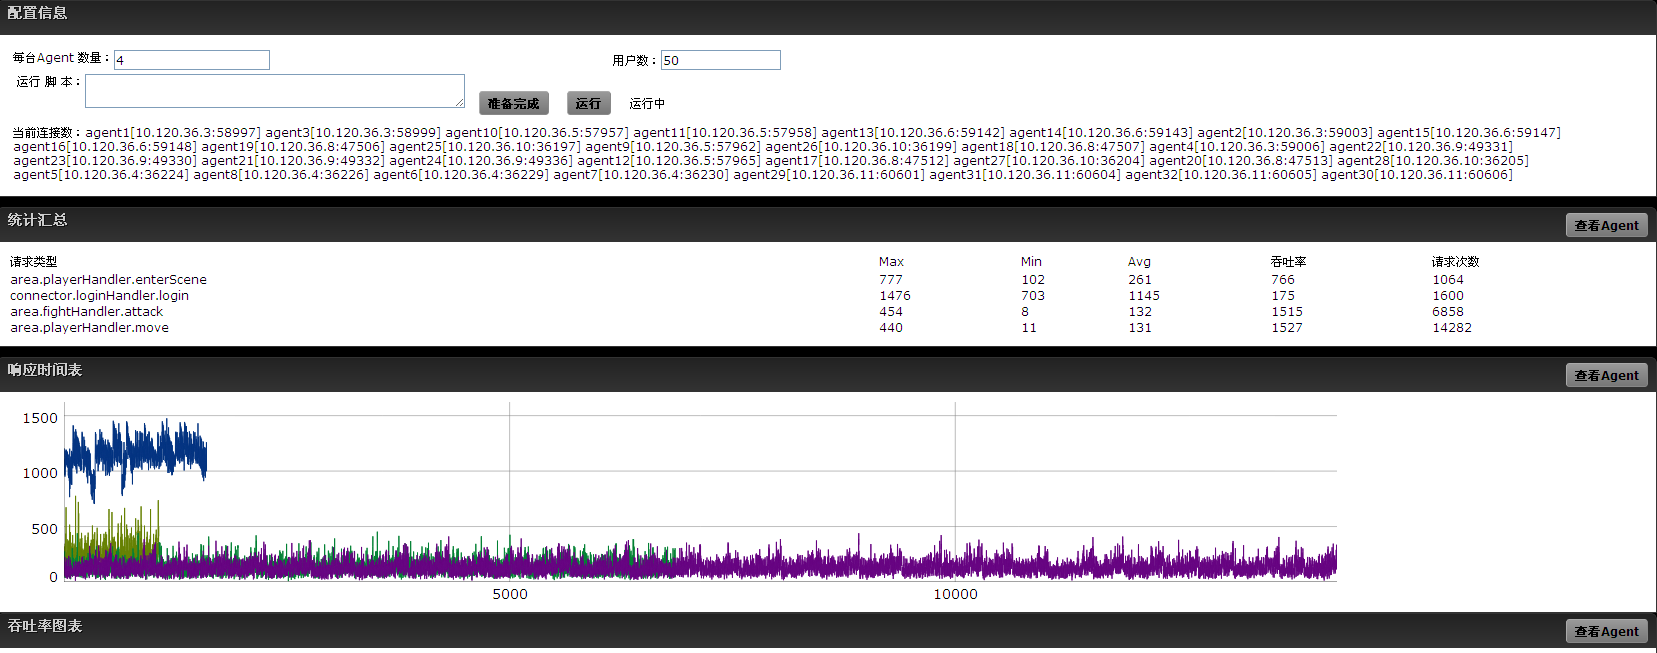 配置信息
每台Agent 数量： 4 用户数： 50
运行 脚 本：
准备完成 运行 运行中
当前连接数： agent1[10.120.36.3:58997] agent3[10.120.36.3:58999] agent10[10.120.36.5:57957] agent11[10.120.36.5:57958] agent13[10.120.36.6:59142] agent14[10.120.36.6:59143] agent2[10.120.36.3:59003] agent15[10.120.36.6:59147]
agent16[10.120.36.6:59148] agent19[10.120.36.8:47506] agent25[10.120.36.10:36197] agent9[10.120.36.5:57962] agent26[10.120.36.10:36199] agent18[10.120.36.8:47507] agent4[10.120.36.3:59006] agent22[10.120.36.9:49331]
agent23[10.120.36.9:49330] agent21[10.120.36.9:49332] agent24[10.120.36.9:49336] agent12[10.120.36.5:57965] agent17[10.120.36.8:47512] agent27[10.120.36.10:36204] agent20[10.120.36.8:47513] agent28[10.120.36.10:36205]
agent5[10.120.36.4:36224] agent8[10.120.36.4:36226] agent6[10.120.36.4:36229] agent7[10.120.36.4:36230] agent29[10.120.36.11:60601] agent31[10.120.36.11:60604] agent32[10.120.36.11:60605] agent30[10.120.36.11:60606]
统计汇总 查看Agent
请求类型 Max Min Avg 吞吐率 请求次数
area.playerHandler.enterScene 777 102 261 766 1064
connector.loginHandler.login 1476 703 1145 175 1600
area.fightHandler.attack 454 8 132 1515 6858
area.playerHandler.move 440 11 131 1527 14282
响应时间表 查看Agent
1500
1000
500
0
5000 10000
吞吐率图表 查看Agent